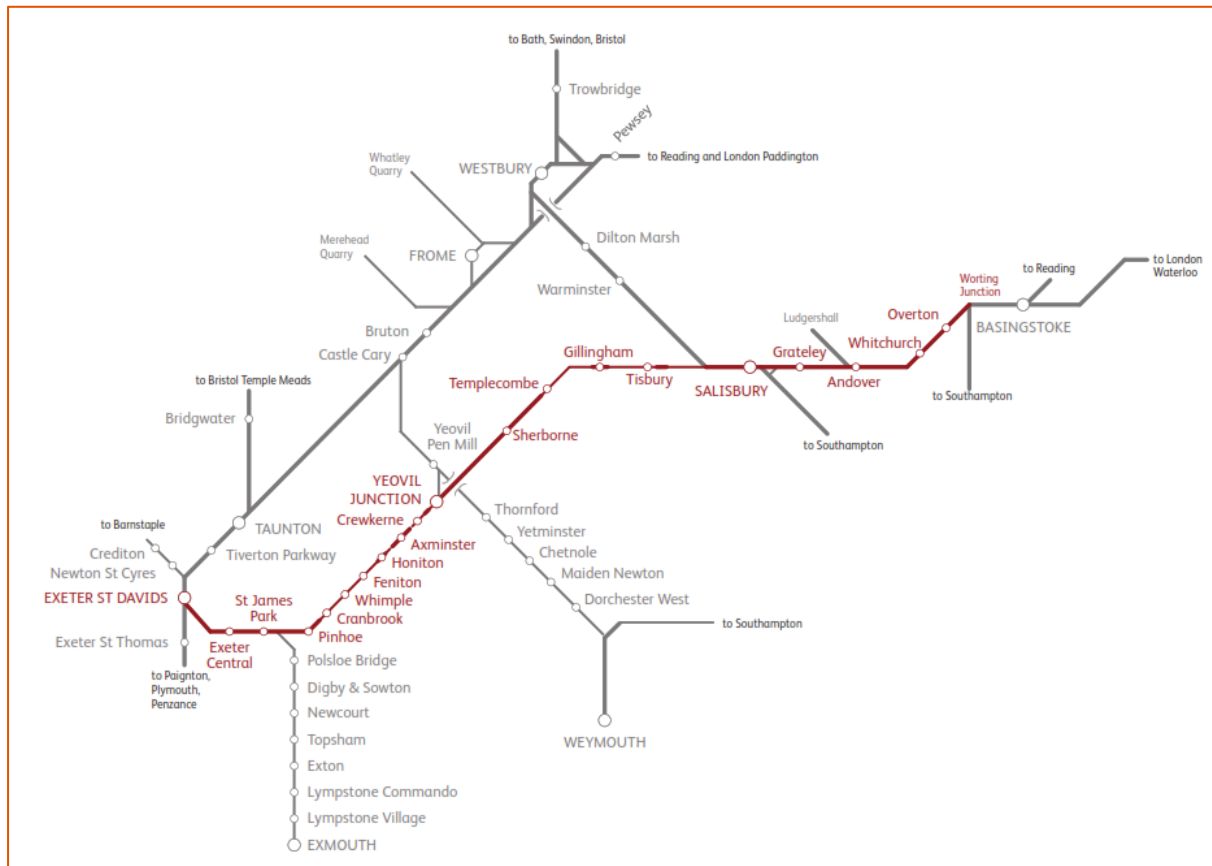 to Bath, Swindon, Bristol
Trowbridge
Pewsey
to Reading and London Paddington
Whatley
Quarry
WESTBURY
Merehead
Quarry
FROME
Dilton Marsh
Warminster
to Reading
to London
Waterloo
Worting
Junction
Ludgershall
Overton
BASINGSTOKE
Bruton
Castle Cary
Gillingham
Grateley
Whitchurch
Templecombe
Tisbury
SALISBURY
Andover
to Southampton
to Bristol Temple Meads
Bridgwater
Yeovil
Pen Mill
Sherborne
to Southampton
YEOVIL
JUNCTION
TAUNTON
Crewkerne
Thornford
to Barnstaple
Tiverton Parkway
Axminster
Yetminster
Crediton
Honiton
Chetnole
Newton St Cyres
Feniton
Maiden Newton
EXETER ST DAVIDS
St James
Park
Whimple
Dorchester West
Cranbrook
to Southampton
Exeter St Thomas
Exeter
Central
Pinhoe
to Paignton,
Plymouth,
Penzance
Polsloe Bridge
Digby & Sowton
Newcourt
Topsham
WEYMOUTH
Exton
Lympstone Commando
Lympstone Village
EXMOUTH